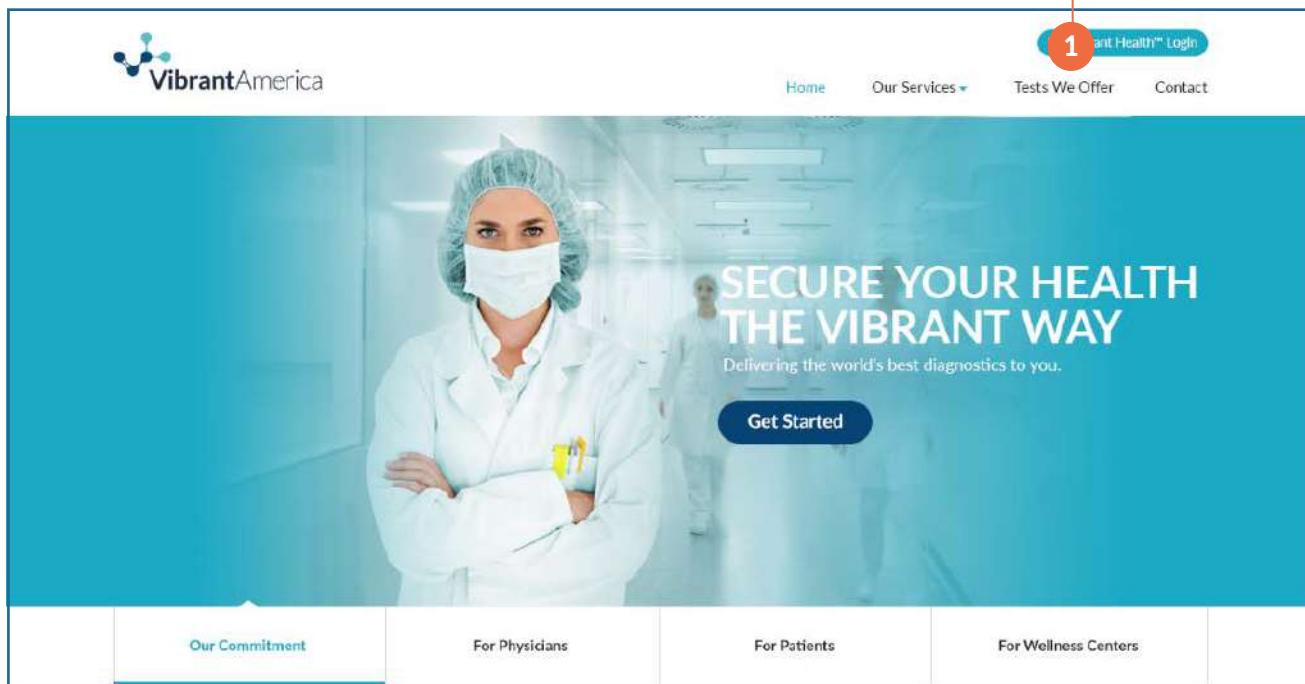 1
ant Health™ Login
VibrantAmerica
Home Our Services Tests We Offer Contact
SECURE YOUR HEALTH
THE VIBRANT WAY
Delivering the world's best diagnostics to you.
Get Started
Our Commitment For Physicians For Patients For Wellness Centers